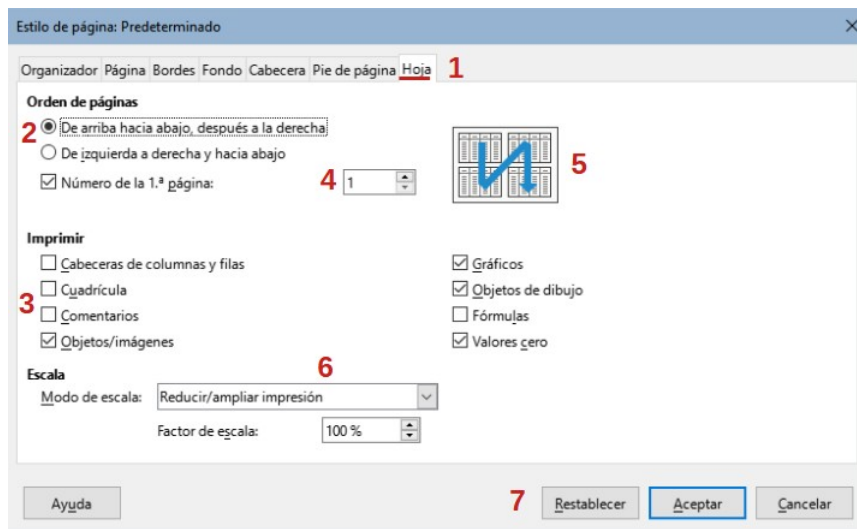 Estilo de página: Predeterminado
Organizador Página Bordes Fondo Cabecera Pie de página Hoja 1
Orden de páginas
2 De arriba hacia abajo, después a la derecha
De izquierda a derecha y hacia abajo
Número de la 1.ª página: 4 1
5
Imprimir
Cabeceras de columnas y filas Gráficos
Cuadrícula Objetos de dibujo
3
Comentarios Fórmulas
Objetos/imágenes Valores cero
6
Escala
Modo de escala: Reducir/ampliar impresión
Factor de escala: 100 %
Ayuda 7 Restablecer Aceptar Cancelar